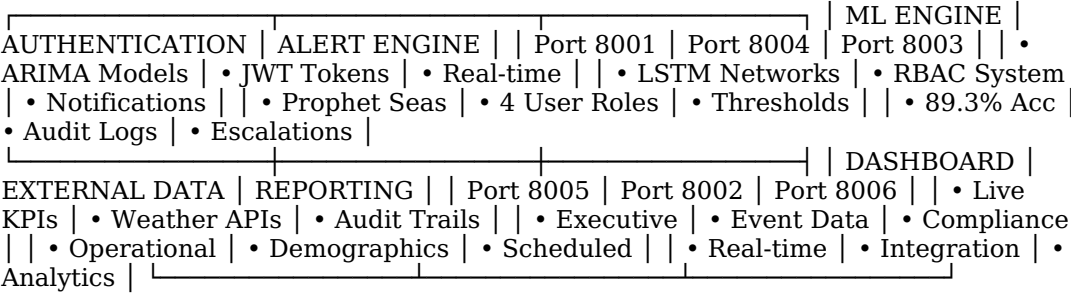 ┌─────────────────┬─────────────────┬─────────────────┐ │ ML ENGINE │
AUTHENTICATION │ ALERT ENGINE │ │ Port 8001 │ Port 8004 │ Port 8003 │ │ •
ARIMA Models │ • JWT Tokens │ • Real-time │ │ • LSTM Networks │ • RBAC System
│ • Notifications │ │ • Prophet Seas │ • 4 User Roles │ • Thresholds │ │ • 89.3% Acc │
• Audit Logs │ • Escalations │
└─────────────────┼─────────────────┼─────────────────┤ │ DASHBOARD │
EXTERNAL DATA │ REPORTING │ │ Port 8005 │ Port 8002 │ Port 8006 │ │ • Live
KPIs │ • Weather APIs │ • Audit Trails │ │ • Executive │ • Event Data │ • Compliance
│ │ • Operational │ • Demographics │ • Scheduled │ │ • Real-time │ • Integration │ •
Analytics │ └─────────────────┴─────────────────┴─────────────────┘